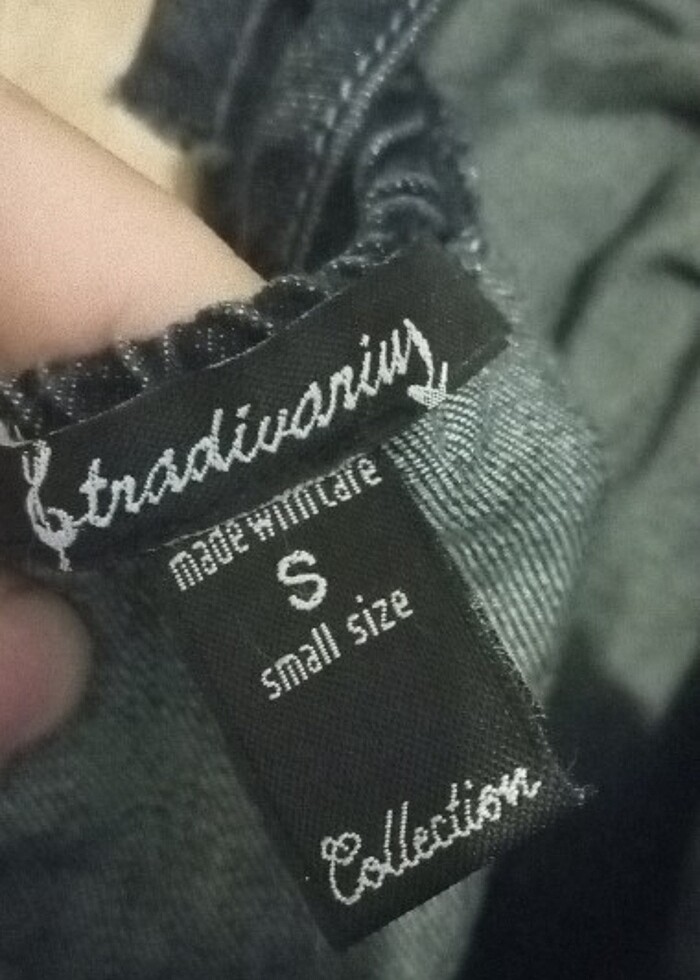 Stradivarius
made with care
S
small size
Collection